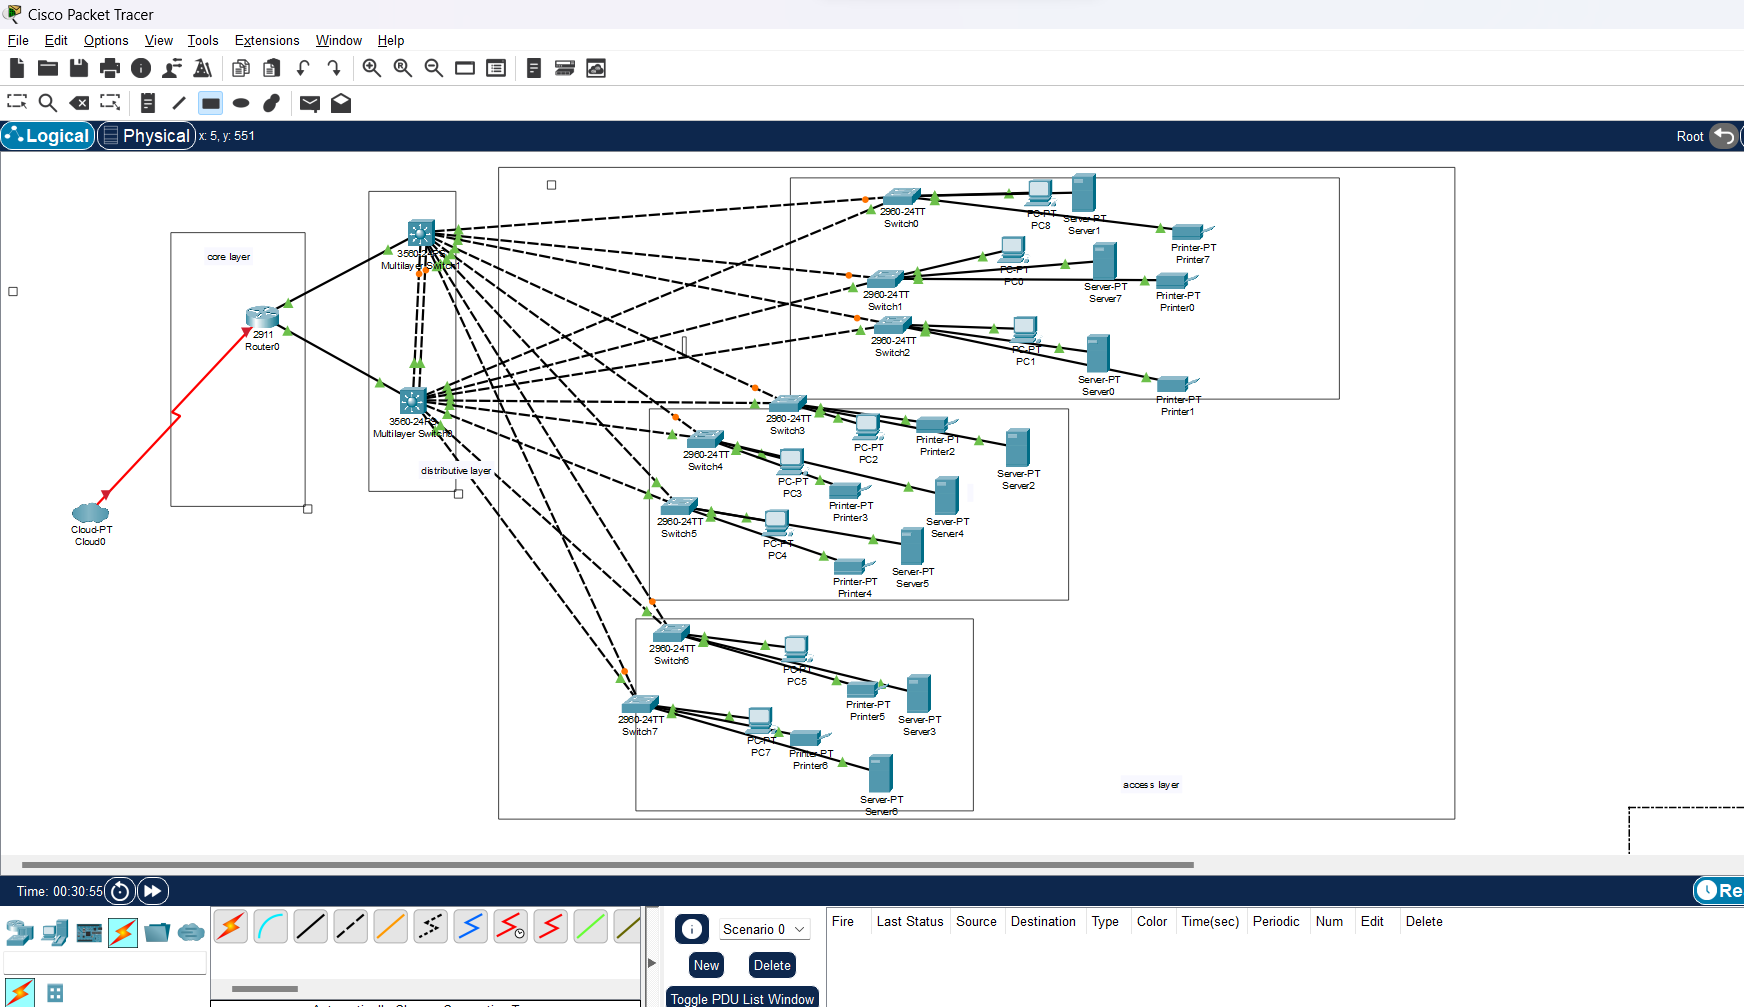 Cisco Packet Tracer
File Edit Options View Tools Extensions Window Help
Logical Physical x: 5, y: 551 Root
core layer
3560-24PS
Multilayer Switch1
2911
Router0
3560-24PS
Multilayer Switch0
distributive layer
Cloud-PT
Cloud0
2960-24TT
Switch0
PC-PT
PC8
Server-PT
Server1
Printer-PT
Printer7
2960-24TT
Switch1
PC-PT
PC0
Server-PT
Server7
Printer-PT
Printer0
2960-24TT
Switch2
PC-PT
PC1
Server-PT
Server0
Printer-PT
Printer1
2960-24TT
Switch3
PC-PT
PC2
Printer-PT
Printer2
Server-PT
Server2
2960-24TT
Switch4
PC-PT
PC3
Printer-PT
Printer3
Server-PT
Server4
2960-24TT
Switch5
PC-PT
PC4
Printer-PT
Printer4
Server-PT
Server5
2960-24TT
Switch6
PC-PT
PC5
Printer-PT
Printer5
Server-PT
Server3
2960-24TT
Switch7
PC-PT
PC7
Printer-PT
Printer6
Server-PT
Server6
access layer
Time: 00:30:55 Re
Scenario 0
New Delete
Toggle PDU List Window
Fire Last Status Source Destination Type Color Time(sec) Periodic Num Edit Delete